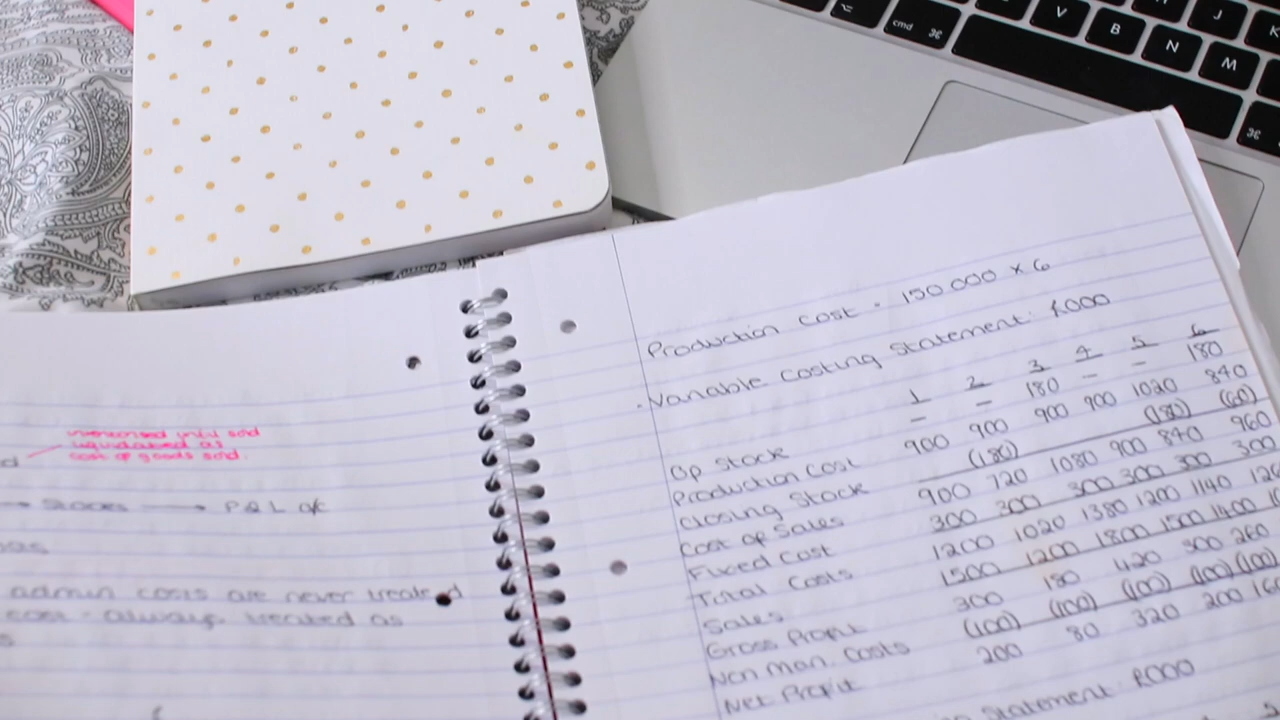 cmd
V
B
N
M
J
K
inventorised until sold
liquidated as
cost of goods sold.
d
Stores → P&L a/c
admin costs are never treated
cost - always treated as
s
Production Cost - 150 000 x 6
Variable Costing Statement: £000
1 2 3 4 5 6
Op Stock - - 180 - - 180
Production Cost 900 900 900 900 1020 840
Closing Stock (180) (180) (60)
Cost of Sales 900 720 1080 900 840 960
Fixed Cost 300 300 300 300 300 300
Total Costs 1200 1020 1380 1200 1140
Sales 1500 1200 1800 1500 1400
Gross Profit 300 180 420 300 260
Non Man. Costs (100) (100) (100) (100) (100)
Net Profit 200 80 320 200
Statement £000